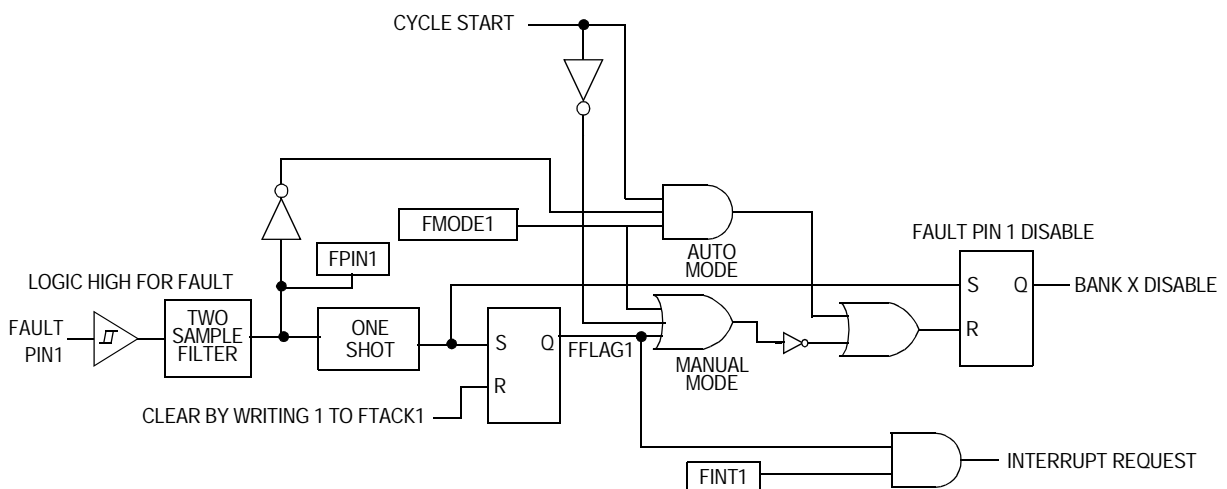 CYCLE START
FMODE1
AUTO
MODE
FAULT PIN 1 DISABLE
FPIN1
LOGIC HIGH FOR FAULT
S
Q
BANK X DISABLE
FAULT
PIN1
TWO
SAMPLE
FILTER
ONE
SHOT
S
Q
FFLAG1
R
MANUAL
MODE
R
CLEAR BY WRITING 1 TO FTACK1
INTERRUPT REQUEST
FINT1